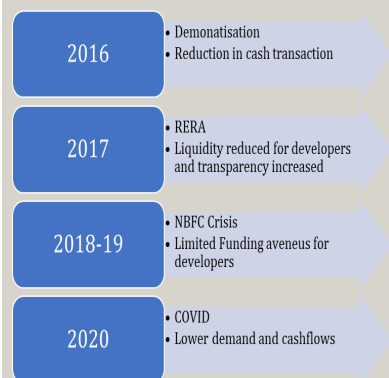 2016
• Demonatisation
• Reduction in cash transaction
2017
• RERA
• Liquidity reduced for developers
and transparency increased
2018-19
• NBFC Crisis
• Limited Funding aveneus for
developers
2020
• COVID
• Lower demand and cashflows